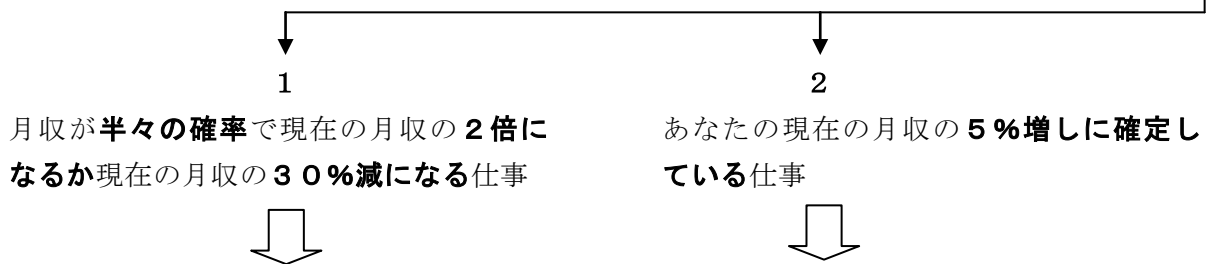 1
月収が半々の確率で現在の月収の２倍に
なるか現在の月収の３０％減になる仕事
2
あなたの現在の月収の５％増しに確定し
ている仕事